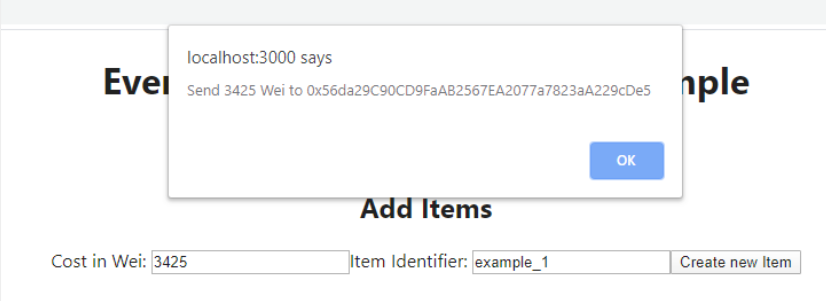 localhost:3000 says
Send 3425 Wei to 0x56da29C90CD9FaAB2567EA2077a7823aA229cDe5
OK
Add Items
Cost in Wei: 3425 Item Identifier: example_1 Create new Item